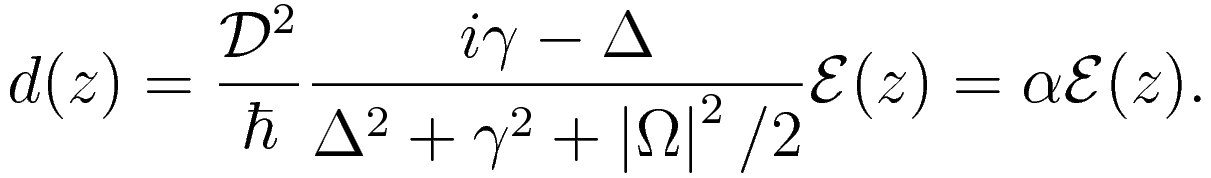 d(z) = \frac{\mathcal{D}^2}{\hbar} \frac{i\gamma - \Delta}{\Delta^2 + \gamma^2 + |\Omega|^2 / 2} \mathcal{E}(z) = \alpha \mathcal{E}(z).